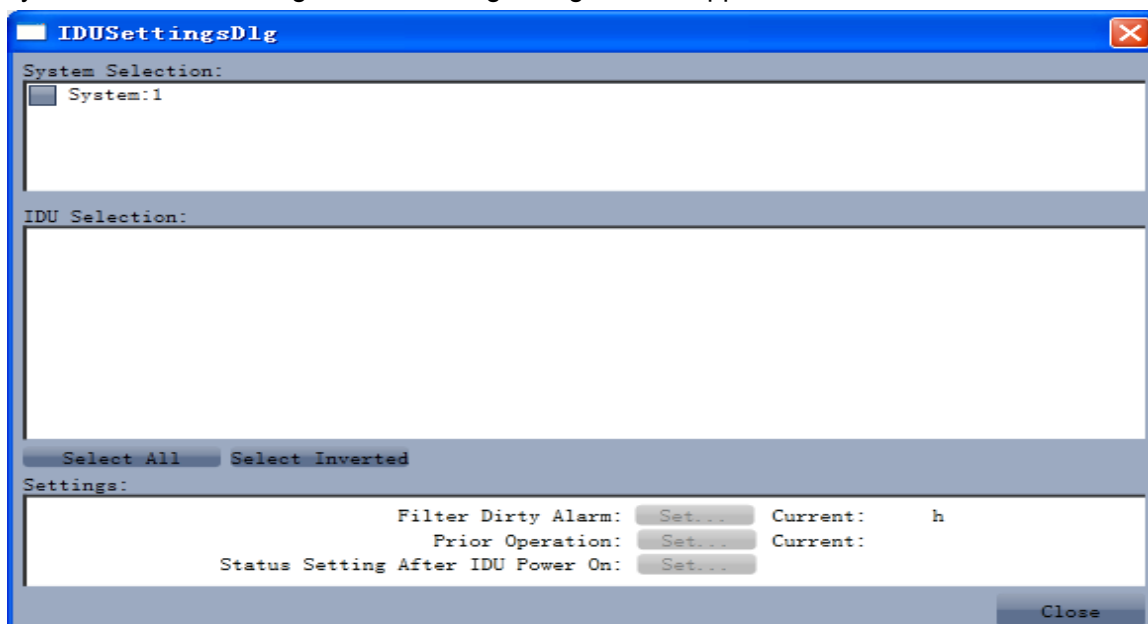 IDUSettingsDlg
System Selection:
System:1
IDU Selection:
Select All Select Inverted
Settings:
Filter Dirty Alarm: Set... Current: h
Prior Operation: Set... Current:
Status Setting After IDU Power On: Set...
Close